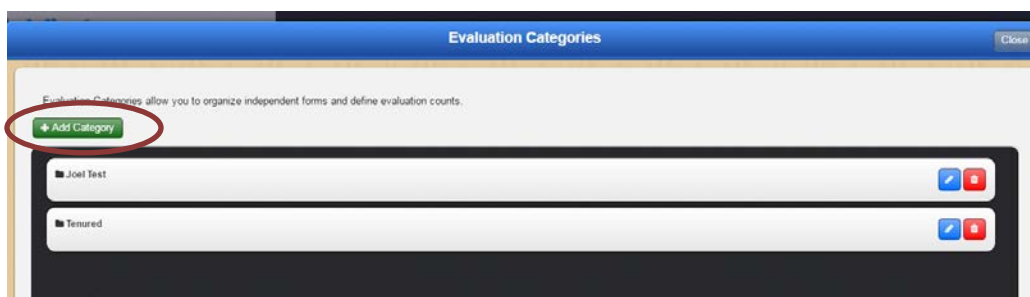 Evaluation Categories
Close
Evaluation Categories allow you to organize independent forms and define evaluation counts.
+ Add Category
Joel Test
Tenured